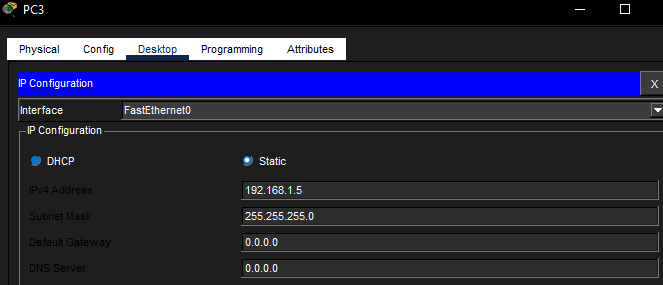 PC3
Physical Config Desktop Programming Attributes
IP Configuration X
Interface FastEthernet0
IP Configuration
DHCP Static
IPv4 Address 192.168.1.5
Subnet Mask 255.255.255.0
Default Gateway 0.0.0.0
DNS Server 0.0.0.0